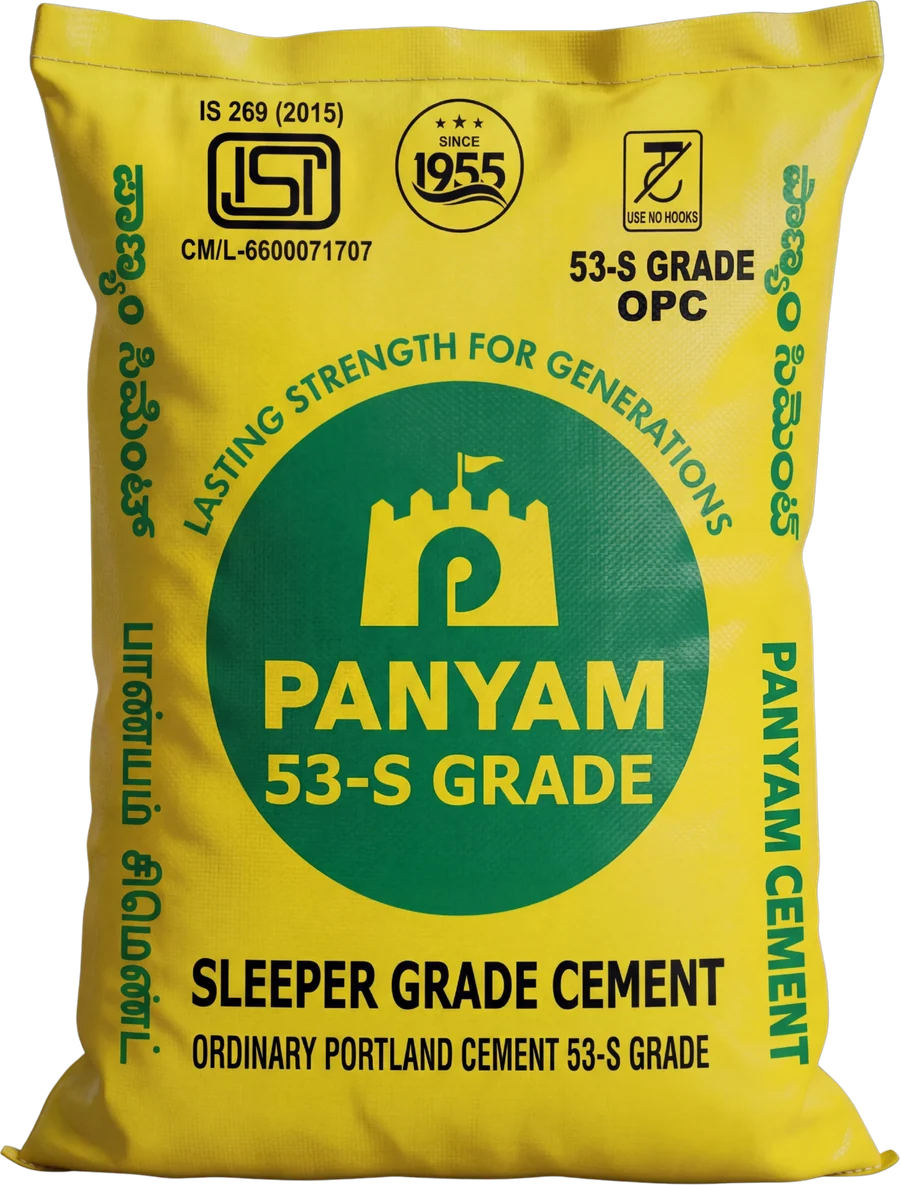 IS 269 (2015)
ISI
CM/L-6600071707
★ ★ ★
SINCE
1955
USE NO HOOKS
53-S GRADE
OPC
LASTING STRENGTH FOR GENERATIONS
P
PANYAM
53-S GRADE
SLEEPER GRADE CEMENT
ORDINARY PORTLAND CEMENT 53-S GRADE
పాణ్యం సిమెంట్
பாண்யம் சிமெண்ட்
ಪಾಣ್ಯಂ ಸಿಮೆಂಟ್
PANYAM CEMENT